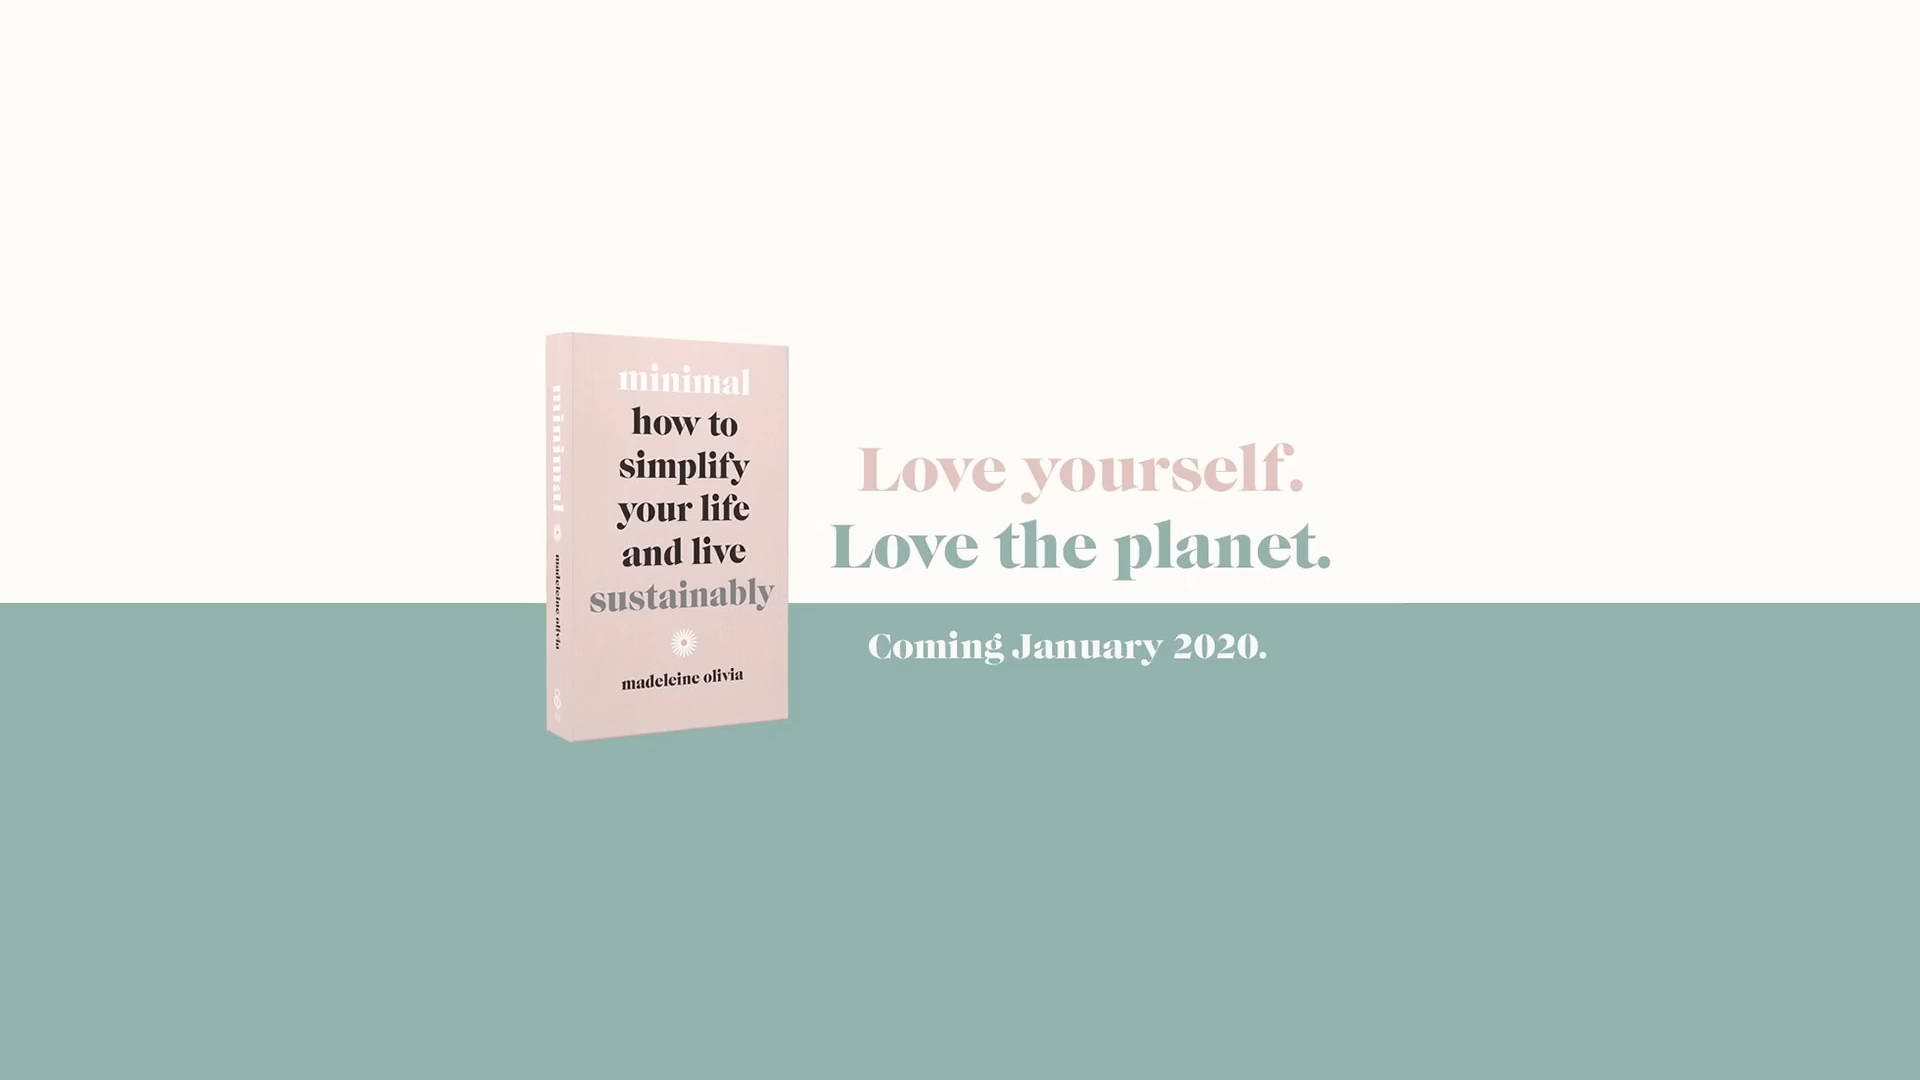 minimal
how to
simplify
your life
and live
sustainably
madeleine olivia
minimal
madeleine olivia
Love yourself.
Love the planet.
Coming January 2020.